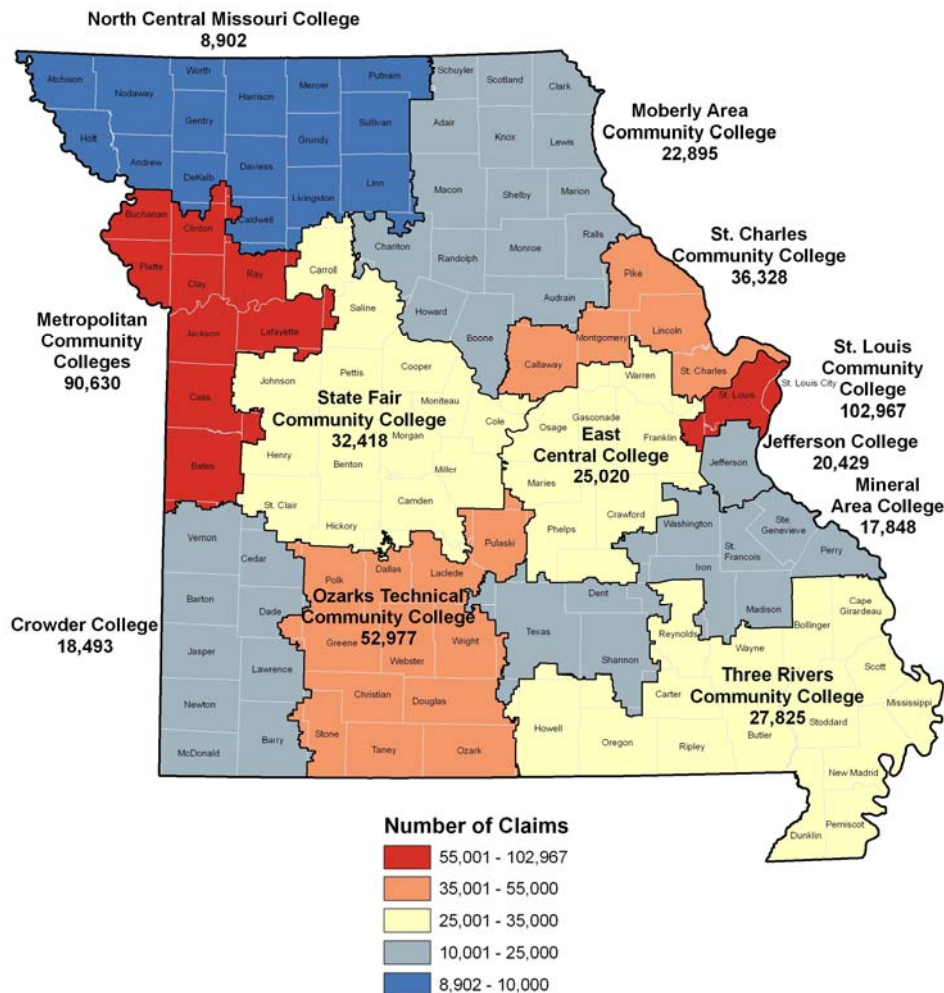 North Central Missouri College
8,902
Atchison
Nodaway
Worth
Harrison
Mercer
Putnam
Schuyler
Scotland
Clark
Holt
Andrew
Gentry
DeKalb
Daviess
Grundy
Sullivan
Livingston
Linn
Caldwell
Adair
Knox
Lewis
Macon
Shelby
Marion
Chariton
Randolph
Monroe
Ralls
Howard
Boone
Audrain
Moberly Area
Community College
22,895
Buchanan
Clinton
Platte
Clay
Ray
Jackson
Lafayette
Cass
Bates
Metropolitan
Community
Colleges
90,630
Carroll
Saline
Johnson
Pettis
Cooper
Moniteau
Cole
Morgan
Henry
Benton
Miller
St. Clair
Hickory
Camden
State Fair
Community College
32,418
Pike
Lincoln
Montgomery
Callaway
St. Charles
St. Charles
Community College
36,328
St. Louis
St. Louis City
St. Louis
Community
College
102,967
Warren
Gasconade
Osage
Franklin
Maries
Phelps
Crawford
East
Central College
25,020
Jefferson
Jefferson College
20,429
Mineral
Area College
17,848
Washington
Ste.
Genevieve
St.
Francois
Perry
Iron
Madison
Dent
Texas
Shannon
Vernon
Cedar
Barton
Dade
Jasper
Lawrence
Newton
Barry
McDonald
Crowder College
18,493
Pulaski
Polk
Dallas
Laclede
Ozarks Technical
Community College
52,977
Greene
Webster
Wright
Christian
Douglas
Stone
Taney
Ozark
Reynolds
Wayne
Bollinger
Cape
Girardeau
Scott
Mississippi
Carter
Stoddard
Howell
Oregon
Ripley
Butler
New Madrid
Dunklin
Pemiscot
Three Rivers
Community College
27,825
Number of Claims
55,001 - 102,967
35,001 - 55,000
25,001 - 35,000
10,001 - 25,000
8,902 - 10,000